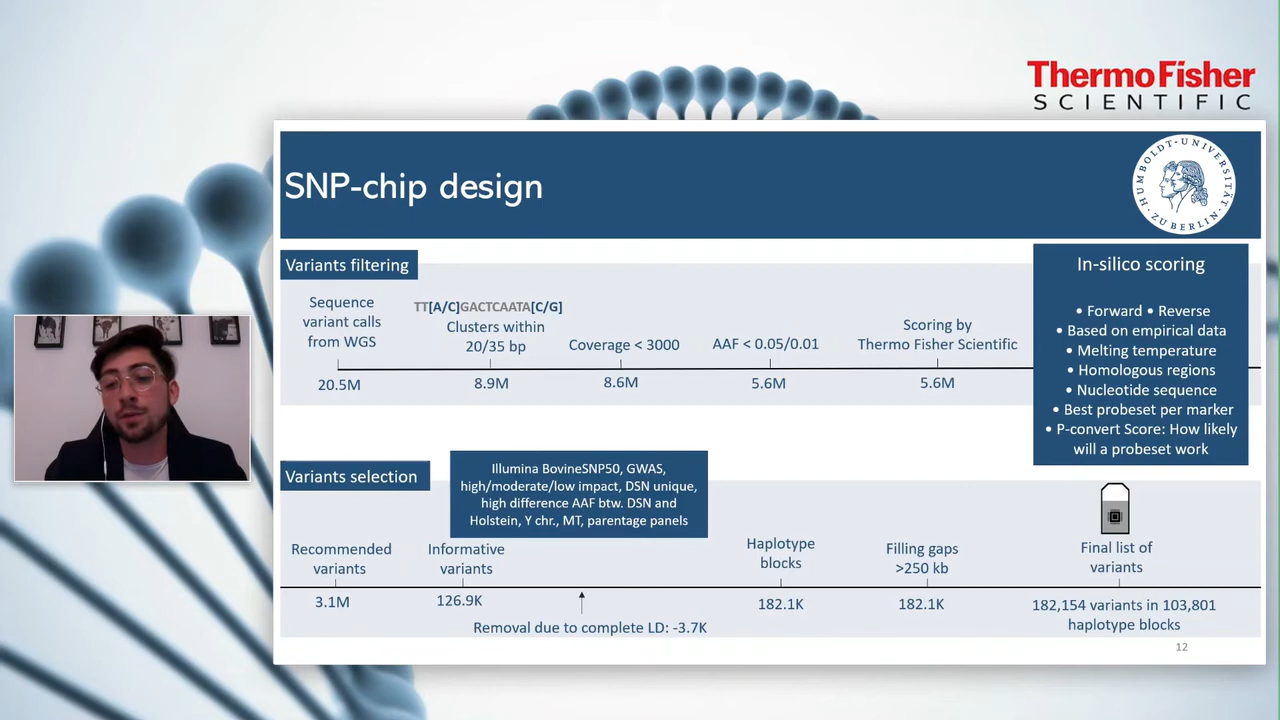 ThermoFisher
SCIENTIFIC
SNP-chip design
HUMBOLDT-UNIVERSITÄT
ZU BERLIN
Variants filtering
Sequence
variant calls
from WGS
20.5M
TT[A/C]GACTCAATA[C/G]
Clusters within
20/35 bp
8.9M
Coverage < 3000
8.6M
AAF < 0.05/0.01
5.6M
Scoring by
Thermo Fisher Scientific
5.6M
In-silico scoring
• Forward • Reverse
• Based on empirical data
• Melting temperature
• Homologous regions
• Nucleotide sequence
• Best probeset per marker
• P-convert Score: How likely
will a probeset work
Variants selection
Illumina BovineSNP50, GWAS,
high/moderate/low impact, DSN unique,
high difference AAF btw. DSN and
Holstein, Y chr., MT, parentage panels
Recommended
variants
3.1M
Informative
variants
126.9K
Removal due to complete LD: -3.7K
Haplotype
blocks
182.1K
Filling gaps
>250 kb
182.1K
Final list of
variants
182,154 variants in 103,801
haplotype blocks
12